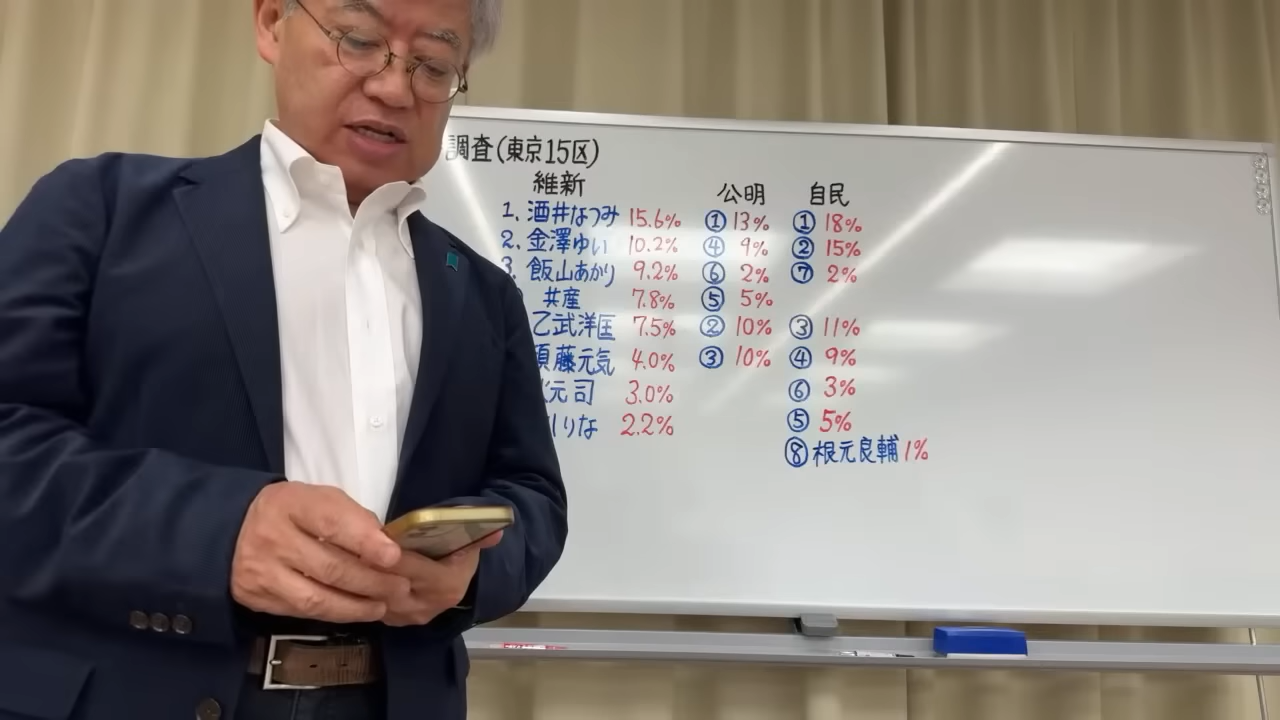 調査(東京15区)
維新 公明 自民
1. 酒井なつみ 15.6% ① 13% ① 18%
2. 金澤ゆい 10.2% ④ 9% ② 15%
3. 飯山あかり 9.2% ⑥ 2% ⑦ 2%
共産 7.8% ⑤ 5%
乙武洋匡 7.5% ② 10% ③ 11%
須藤元気 4.0% ③ 10% ④ 9%
元司 3.0% ⑥ 3%
りな 2.2% ⑤ 5%
⑧ 根元良輔 1%